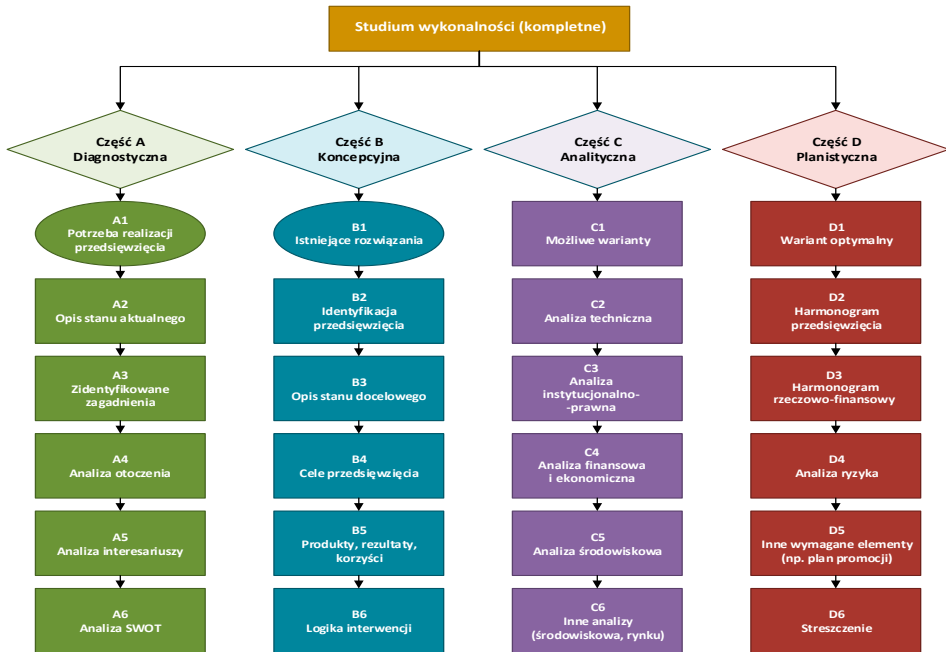 Studium wykonalności (kompletne)
Część A
Diagnostyczna
Część B
Koncepcyjna
Część C
Analityczna
Część D
Planistyczna
A1
Potrzeba realizacji
przedsięwzięcia
A2
Opis stanu aktualnego
A3
Zidentyfikowane
zagadnienia
A4
Analiza otoczenia
A5
Analiza interesariuszy
A6
Analiza SWOT
B1
Istniejące rozwiązania
B2
Identyfikacja
przedsięwzięcia
B3
Opis stanu docelowego
B4
Cele przedsięwzięcia
B5
Produkty, rezultaty,
korzyści
B6
Logika interwencji
C1
Możliwe warianty
C2
Analiza techniczna
C3
Analiza
instytucjonalno-
-prawna
C4
Analiza finansowa
i ekonomiczna
C5
Analiza środowiskowa
C6
Inne analizy
(środowiskowa, rynku)
D1
Wariant optymalny
D2
Harmonogram
przedsięwzięcia
D3
Harmonogram
rzeczowo-finansowy
D4
Analiza ryzyka
D5
Inne wymagane elementy
(np. plan promocji)
D6
Streszczenie